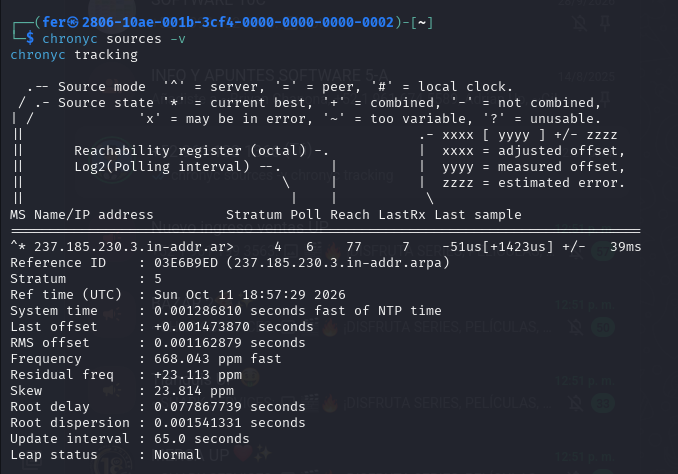 ┌──(fer㉿2806-10ae-001b-3cf4-0000-0000-0000-0002)-[~]
└─$ chronyc sources -v
chronyc tracking

  .-- Source mode  '^' = server, '=' = peer, '#' = local clock.
 / .- Source state '*' = current best, '+' = combined, '-' = not combined,
| /             'x' = may be in error, '~' = too variable, '?' = unusable.
||                                                 .- xxxx [ yyyy ] +/- zzzz
||      Reachability register (octal) -.           |  xxxx = adjusted offset,
||      Log2(Polling interval) --.      |          |  yyyy = measured offset,
||                                \     |          |  zzzz = estimated error.
||                                 |    |           \
MS Name/IP address         Stratum Poll Reach LastRx Last sample
===============================================================================
^* 237.185.230.3.in-addr.ar>     4   6    77          -51us[+1423us] +/-   39ms
Reference ID    : 03E6B9ED (237.185.230.3.in-addr.arpa)
Stratum         : 5
Ref time (UTC)  : Sun Oct 11 18:57:29 2026
System time     : 0.001286810 seconds fast of NTP time
Last offset     : +0.001473870 seconds
RMS offset      : 0.001162879 seconds
Frequency       : 668.043 ppm fast
Residual freq   : +23.113 ppm
Skew            : 23.814 ppm
Root delay      : 0.077867739 seconds
Root dispersion : 0.001541331 seconds
Update interval : 65.0 seconds
Leap status     : Normal